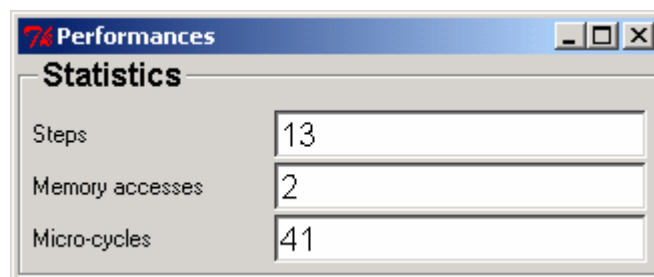 Performances
Statistics
Steps 13
Memory accesses 2
Micro-cycles 41